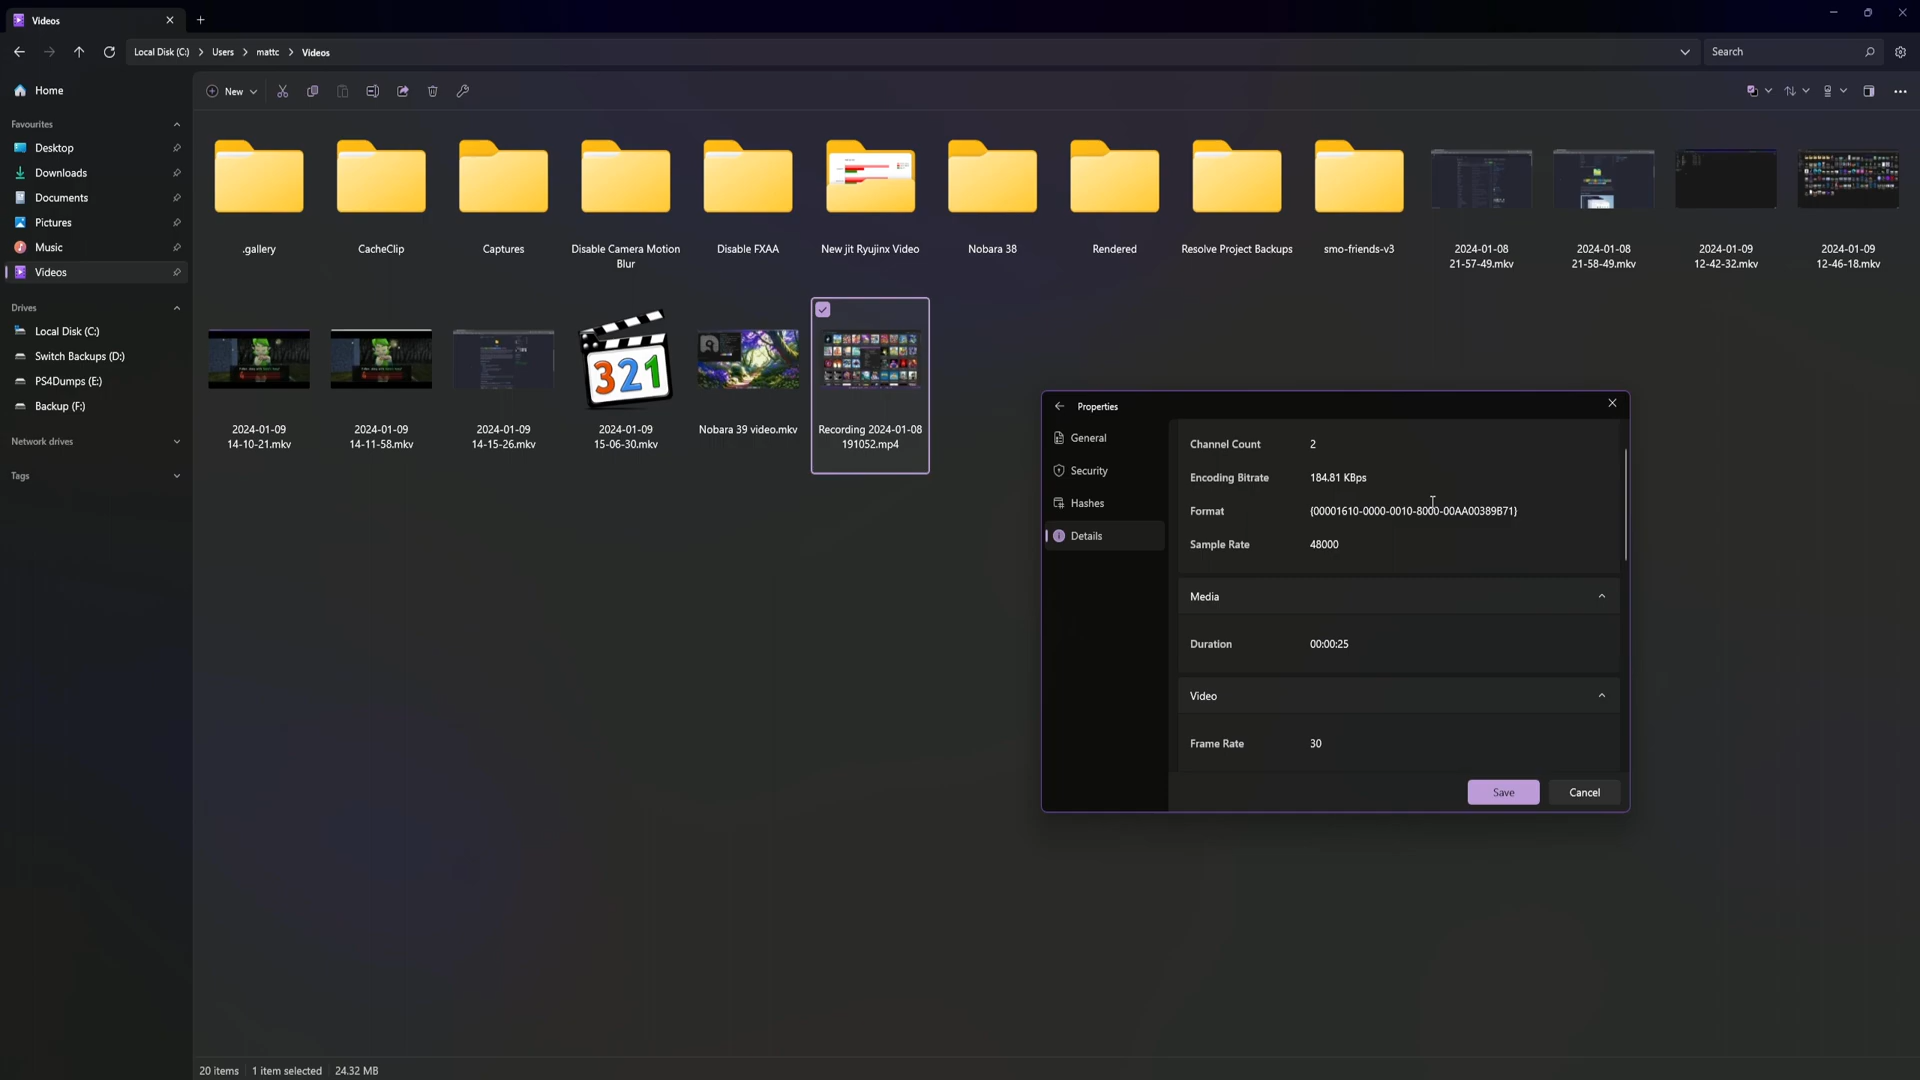 Videos
Local Disk (C:) > Users > mattc > Videos
Search
Home
New
Favourites
Desktop
Downloads
Documents
Pictures
Music
Videos
Drives
Local Disk (C:)
Switch Backups (D:)
PS4Dumps (E:)
Backup (F:)
Network drives
Tags
.gallery
CacheClip
Captures
Disable Camera Motion
Blur
Disable FXAA
New jit Ryujinx Video
Nobara 38
Rendered
Resolve Project Backups
smo-friends-v3
2024-01-08
21-57-49.mkv
2024-01-08
21-58-49.mkv
2024-01-09
12-42-32.mkv
2024-01-09
12-46-18.mkv
2024-01-09
14-10-21.mkv
2024-01-09
14-11-58.mkv
2024-01-09
14-15-26.mkv
321
2024-01-09
15-06-30.mkv
Nobara 39 video.mkv
Recording 2024-01-08
191052.mp4
Properties
General
Security
Hashes
Details
Channel Count 2
Encoding Bitrate 184.81 KBps
Format {00001610-0000-0010-8000-00AA00389B71}
Sample Rate 48000
Media
Duration 00:00:25
Video
Frame Rate 30
Save Cancel
20 items 1 item selected 24.32 MB